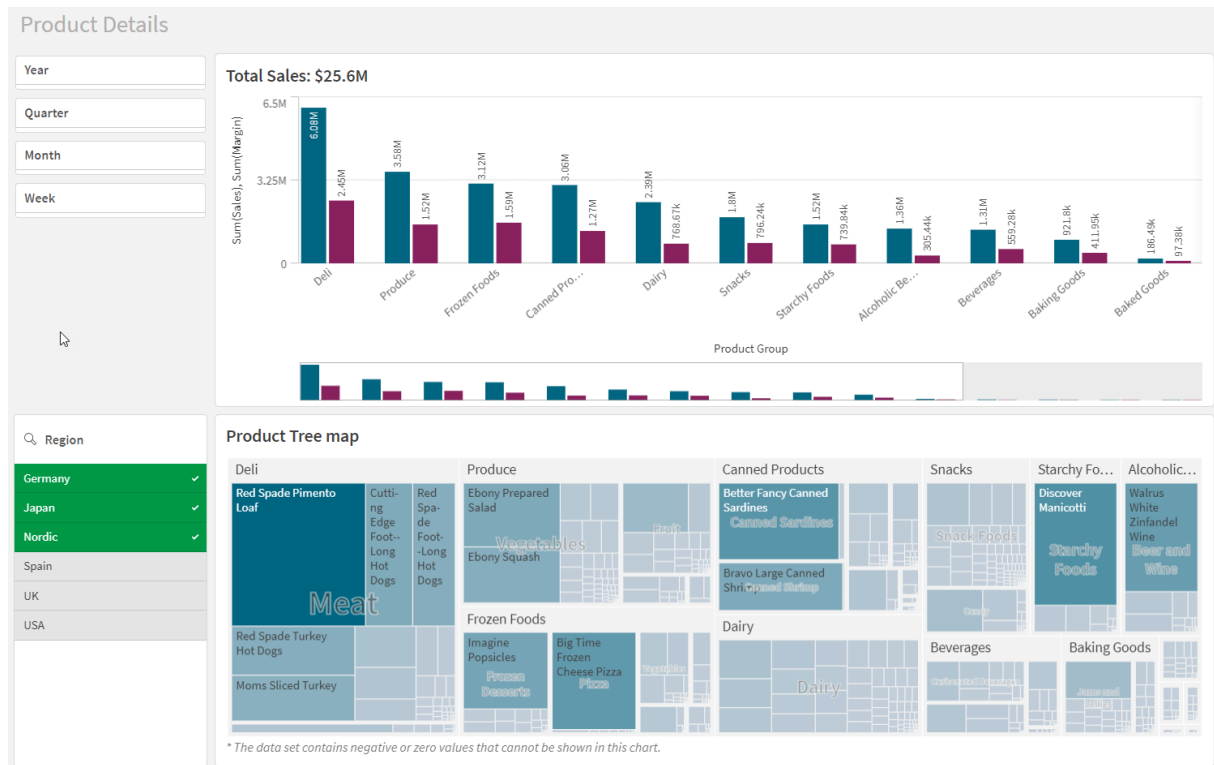 Product Details
Year
Quarter
Month
Week
Total Sales: $25.6M
Sum(Sales), Sum(Margin)
6.5M
3.25M
0
6.08M
2.45M
3.58M
1.52M
3.12M
1.59M
3.06M
1.27M
2.39M
768.67k
1.8M
796.24k
1.52M
739.84k
1.36M
305.44k
1.31M
559.28k
921.8k
411.95k
186.49k
97.38k
Deli
Produce
Frozen Foods
Canned Pro...
Dairy
Snacks
Starchy Foods
Alcoholic Be...
Beverages
Baking Goods
Baked Goods
Product Group
Region
Germany
Japan
Nordic
Spain
UK
USA
Product Tree map
Deli
Red Spade Pimento
Loaf
Cutti-
ng
Edge
Foot--
Long
Hot
Dogs
Red
Spa-
de
Foot-
-Long
Hot
Dogs
Meat
Red Spade Turkey
Hot Dogs
Moms Sliced Turkey
Produce
Ebony Prepared
Salad
Vegetables
Ebony Squash
Fruit
Frozen Foods
Imagine
Popsicles
Frozen
Desserts
Big Time
Frozen
Cheese Pizza
Pizza
Vegetables
Canned Products
Better Fancy Canned
Sardines
Canned Sardines
Bravo Large Canned
Shrimp
Canned Shrimp
Dairy
Dairy
Snacks
Snack Foods
Candy
Starchy Fo...
Discover
Manicotti
Starchy
Foods
Alcoholic...
Walrus
White
Zinfandel
Wine
Beer and
Wine
Beverages
Carbonated Beverages
Baking Goods
Jams and
* The data set contains negative or zero values that cannot be shown in this chart.